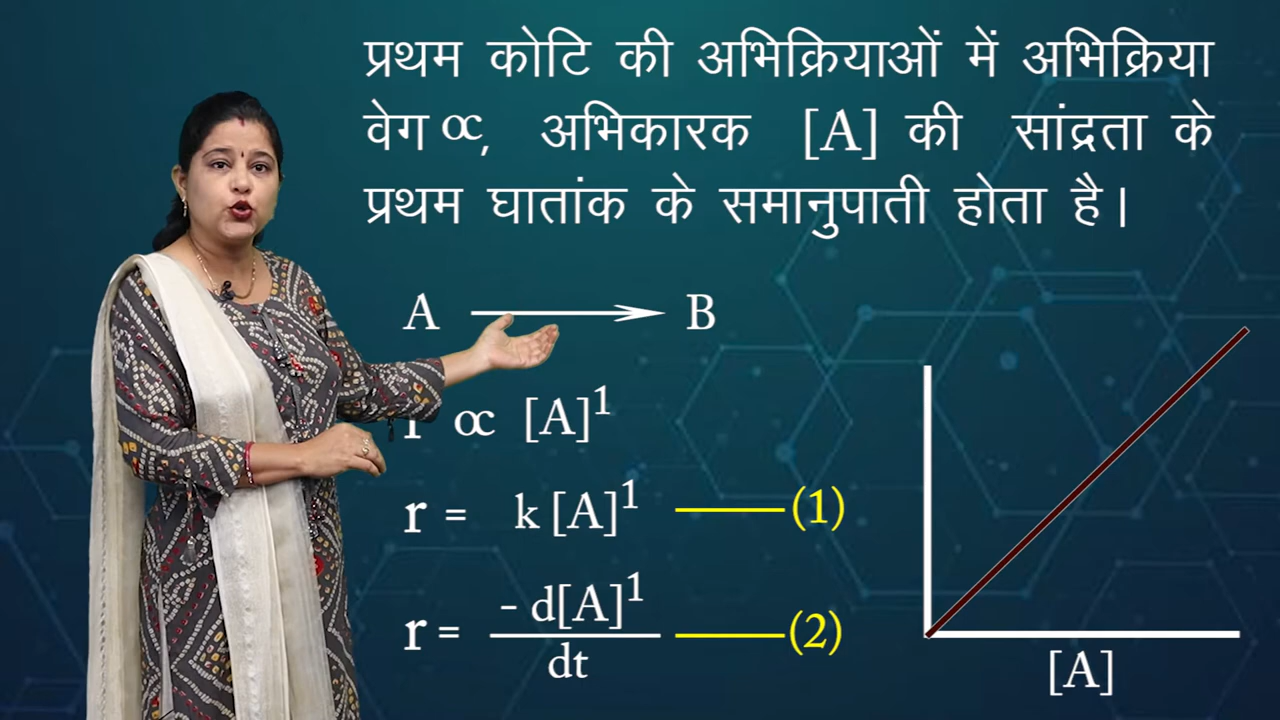 प्रथम कोटि की अभिक्रियाओं में अभिक्रिया
वेग ∝, अभिकारक [A] की सांद्रता के
प्रथम घातांक के समानुपाती होता है।
A ⟶ B
r ∝ [A]¹
r = k [A]¹ ——— (1)
r = - d[A]¹ / dt ——— (2)
[A]